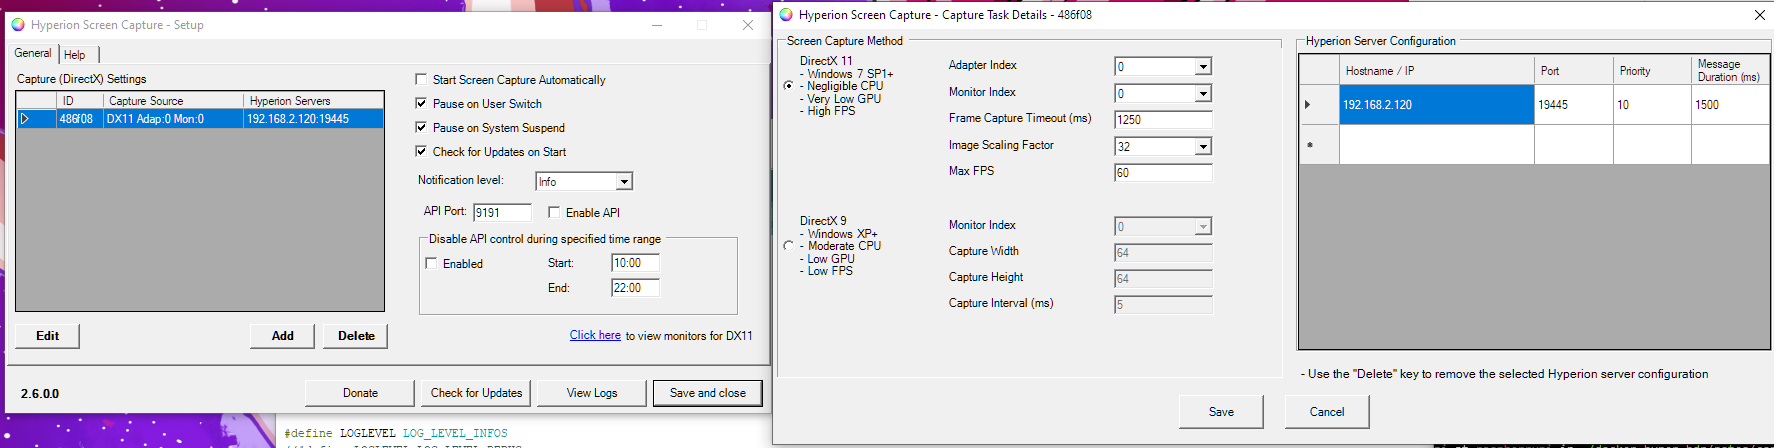 Hyperion Screen Capture - Setup
General
Help
Capture (DirectX) Settings
ID
Capture Source
Hyperion Servers
486f08
DX11 Adap:0 Mon:0
192.168.2.120:19445
Edit
Add
Delete
Start Screen Capture Automatically
Pause on User Switch
Pause on System Suspend
Check for Updates on Start
Notification level:
Info
API Port:
9191
Enable API
Disable API control during specified time range
Enabled
Start:
10:00
End:
22:00
Click here to view monitors for DX11
2.6.0.0
Donate
Check for Updates
View Logs
Save and close
#define LOGLEVEL LOG_LEVEL_INFOS
Hyperion Screen Capture - Capture Task Details - 486f08
Screen Capture Method
DirectX 11
- Windows 7 SP1+
- Negligible CPU
- Very Low GPU
- High FPS
Adapter Index
0
Monitor Index
0
Frame Capture Timeout (ms)
1250
Image Scaling Factor
32
Max FPS
60
DirectX 9
- Windows XP+
- Moderate CPU
- Low GPU
- Low FPS
Monitor Index
0
Capture Width
64
Capture Height
64
Capture Interval (ms)
5
Hyperion Server Configuration
Hostname / IP
Port
Priority
Message
Duration (ms)
192.168.2.120
19445
10
1500
*
- Use the "Delete" key to remove the selected Hyperion server configuration
Save
Cancel